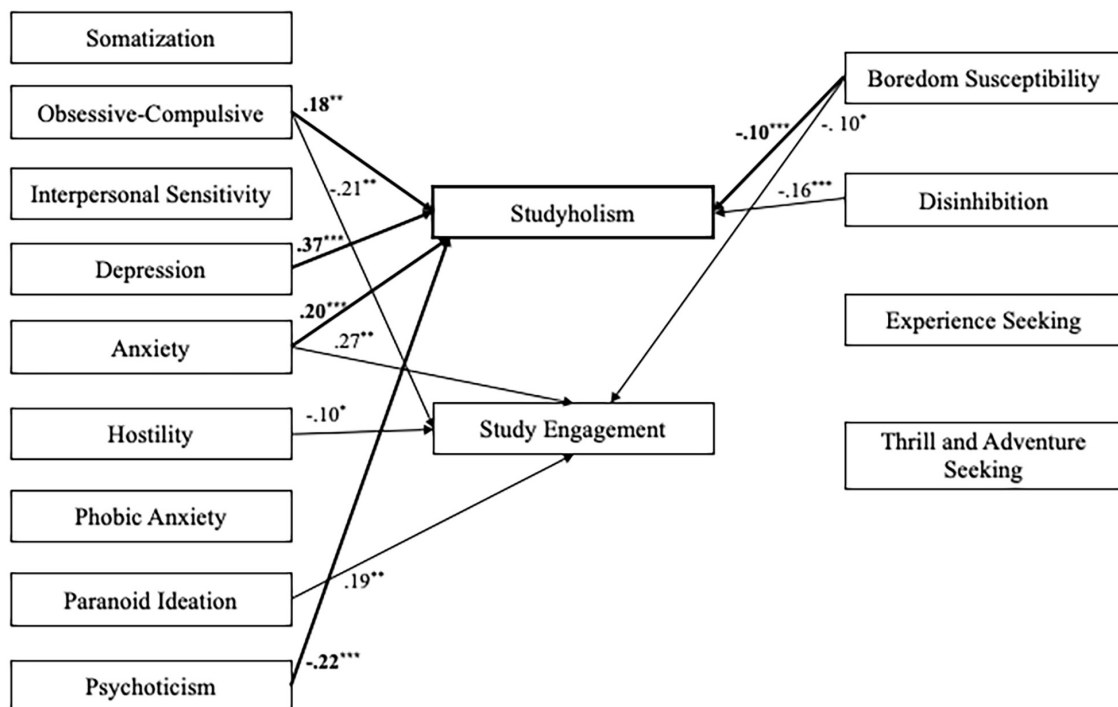 Somatization
Obsessive-Compulsive
Interpersonal Sensitivity
Depression
Anxiety
Hostility
Phobic Anxiety
Paranoid Ideation
Psychoticism
.18**
-.21**
.37***
.20***
.27**
-.10*
.19**
-.22***
Studyholism
Study Engagement
-.10***
-. 10*
-.16***
Boredom Susceptibility
Disinhibition
Experience Seeking
Thrill and Adventure
Seeking